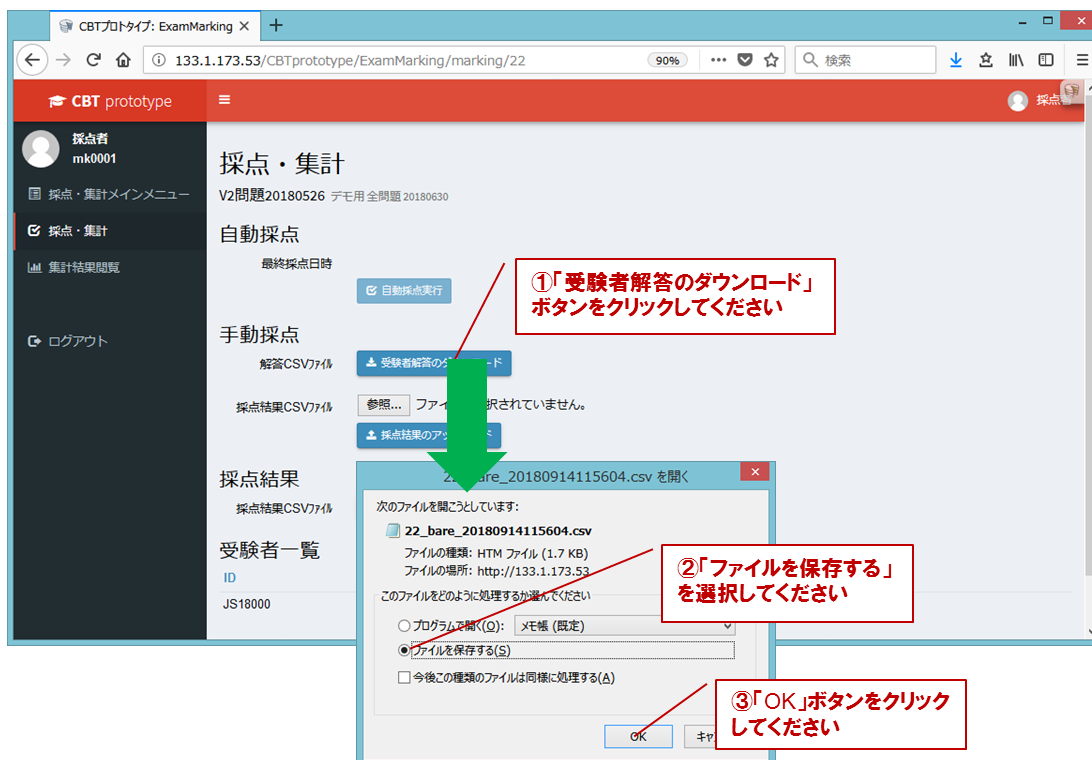 CBTプロトタイプ: ExamMarking
133.1.173.53/CBTprototype/ExamMarking/marking/22
90%
検索
CBT prototype
採点
採点者
mk0001
採点・集計メインメニュー
採点・集計
集計結果閲覧
ログアウト
採点・集計
V2問題20180526 デモ用全問題20180630
自動採点
最終採点日時
自動採点実行
①「受験者解答のダウンロード」
ボタンをクリックしてください
手動採点
解答CSVファイル
受験者解答のダ ード
採点結果CSVファイル
参照... ファイ 択されていません。
採点結果のアッ ド
採点結果
採点結果CSVファイル
受験者一覧
ID
JS18000
22_bare_20180914115604.csv を開く
次のファイルを開こうとしています:
22_bare_20180914115604.csv
ファイルの種類: HTM ファイル (1.7 KB)
ファイルの場所: http://133.1.173.53
②「ファイルを保存する」
を選択してください
このファイルをどのように処理するか選んでください
プログラムで開く(O): メモ帳 (既定)
ファイルを保存する(S)
今後この種類のファイルは同様に処理する(A)
③「OK」ボタンをクリック
してください
OK
キャ